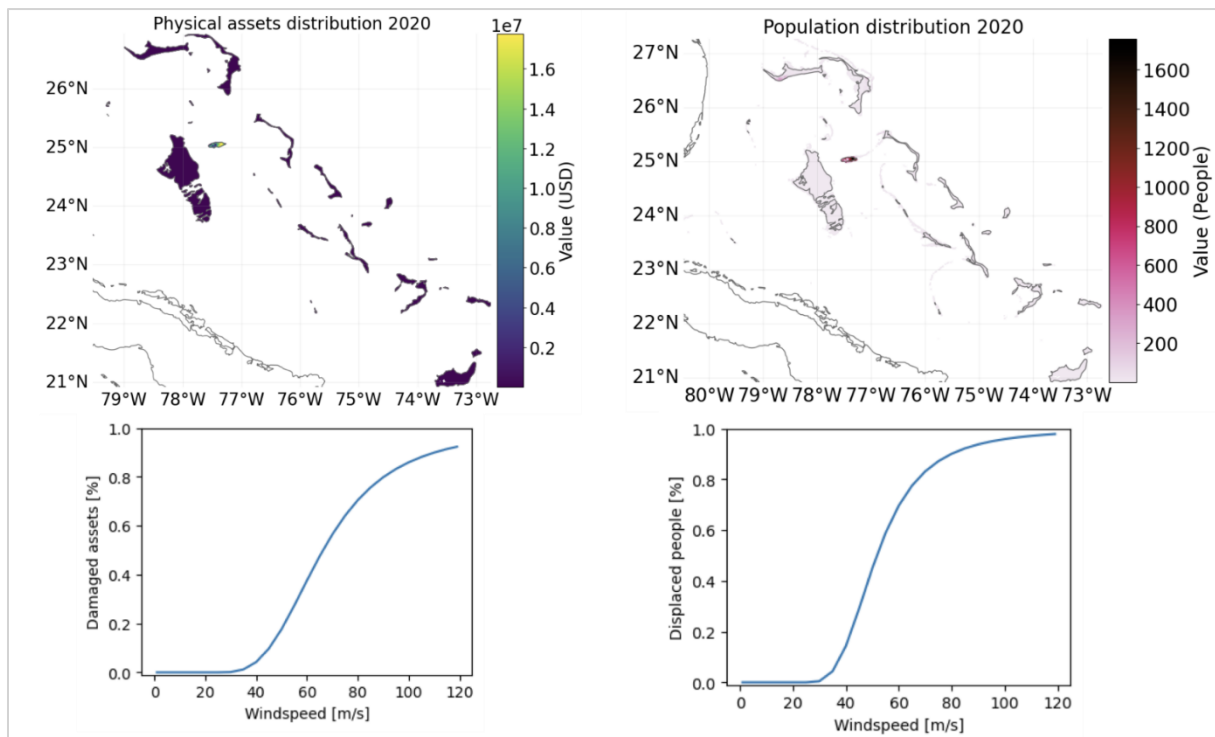 Physical assets distribution 2020
1e7
26°N
25°N
24°N
23°N
22°N
21°N
79°W 78°W 77°W 76°W 75°W 74°W 73°W
1.6
1.4
1.2
1.0
0.8
0.6
0.4
0.2
Value (USD)
Population distribution 2020
27°N
26°N
25°N
24°N
23°N
22°N
21°N
80°W 79°W 78°W 77°W 76°W 75°W 74°W 73°W
1600
1400
1200
1000
800
600
400
200
Value (People)
1.0
0.8
0.6
0.4
0.2
0.0
Damaged assets [%]
0 20 40 60 80 100 120
Windspeed [m/s]
1.0
0.8
0.6
0.4
0.2
0.0
Displaced people [%]
0 20 40 60 80 100 120
Windspeed [m/s]